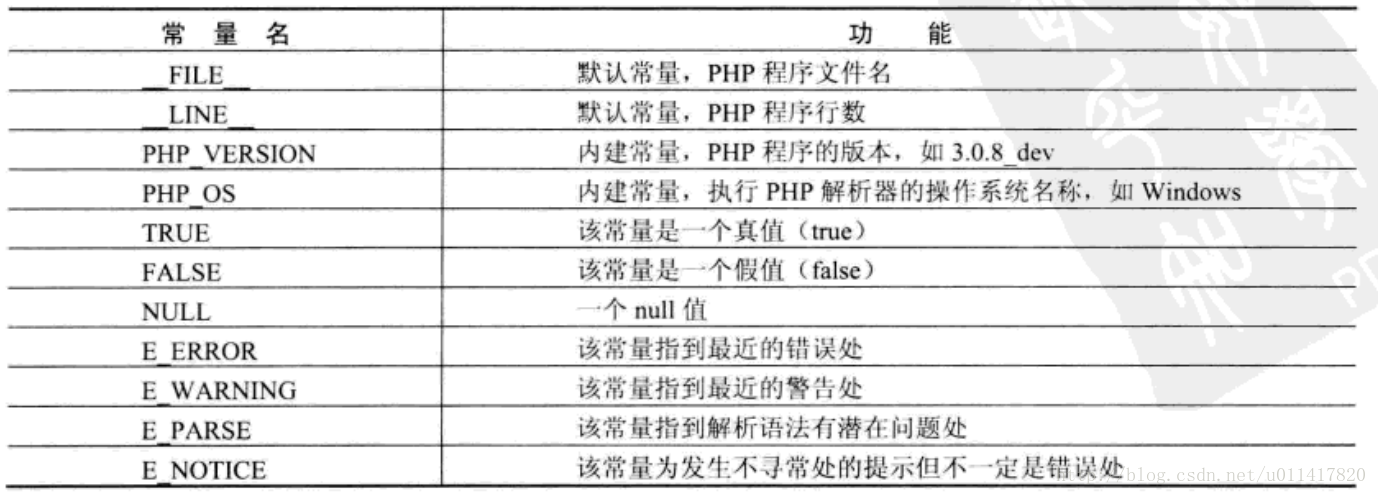 常 量 名 功 能
__FILE__ 默认常量，PHP 程序文件名
__LINE__ 默认常量，PHP 程序行数
PHP_VERSION 内建常量，PHP 程序的版本，如 3.0.8_dev
PHP_OS 内建常量，执行 PHP 解析器的操作系统名称，如 Windows
TRUE 该常量是一个真值（true）
FALSE 该常量是一个假值（false）
NULL 一个 null 值
E_ERROR 该常量指到最近的错误处
E_WARNING 该常量指到最近的警告处
E_PARSE 该常量指到解析语法有潜在问题处
E_NOTICE 该常量为发生不寻常处的提示但不一定是错误处
blog.csdn.net/u011417820